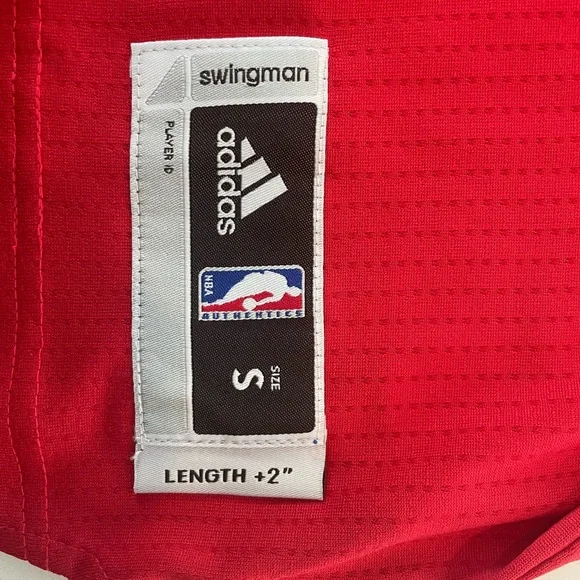 swingman
PLAYER ID
adidas
NBA
AUTHENTICS
S
SIZE
LENGTH +2"